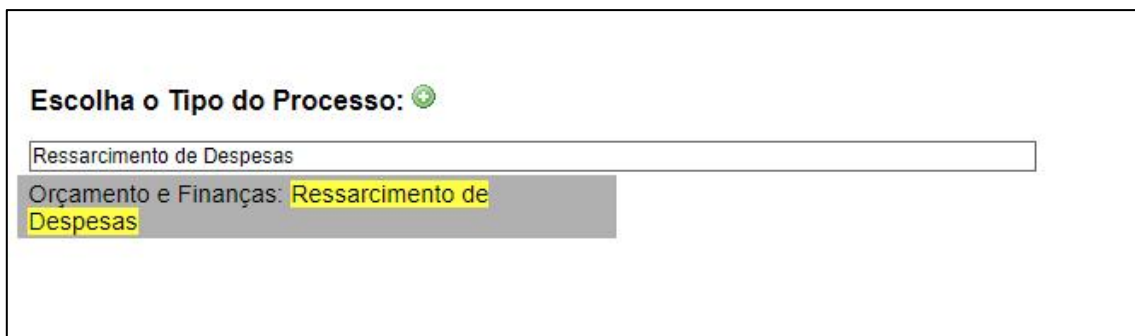 Escolha o Tipo do Processo:
Ressarcimento de Despesas
Orçamento e Finanças: Ressarcimento de
Despesas